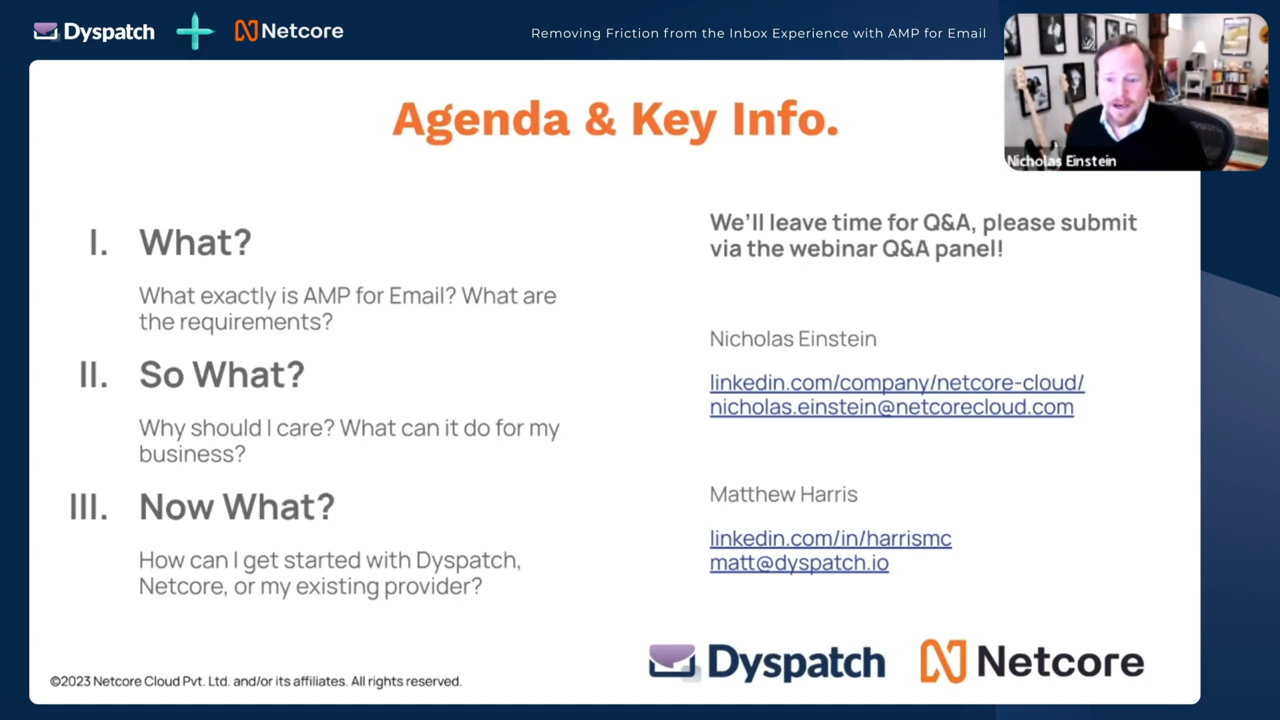 Dyspatch
Netcore
Removing Friction from the Inbox Experience with AMP for Email
Nicholas Einstein
Agenda & Key Info.
I. What?
What exactly is AMP for Email? What are
the requirements?
II. So What?
Why should I care? What can it do for my
business?
III. Now What?
How can I get started with Dyspatch,
Netcore, or my existing provider?
We’ll leave time for Q&A, please submit
via the webinar Q&A panel!
Nicholas Einstein
linkedin.com/company/netcore-cloud/
nicholas.einstein@netcorecloud.com
Matthew Harris
linkedin.com/in/harrismc
matt@dyspatch.io
Dyspatch
Netcore
©2023 Netcore Cloud Pvt. Ltd. and/or its affiliates. All rights reserved.